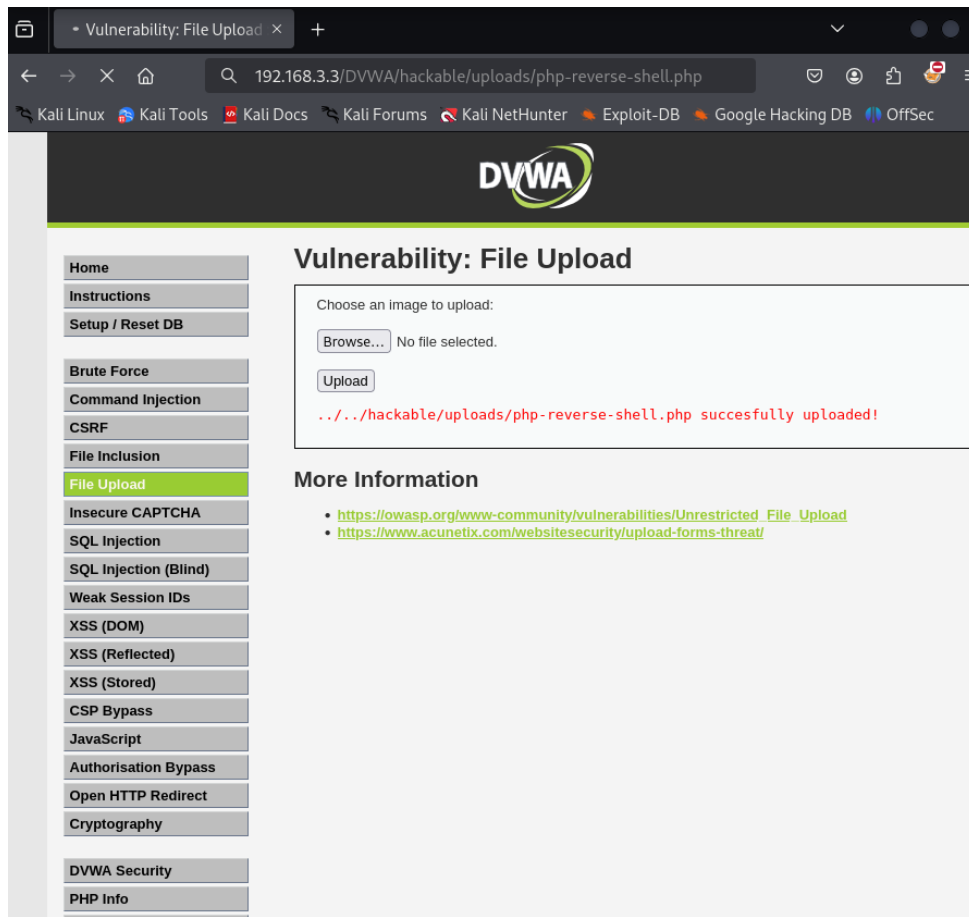 Vulnerability: File Upload
192.168.3.3/DVWA/hackable/uploads/php-reverse-shell.php
Kali Linux Kali Tools Kali Docs Kali Forums Kali NetHunter Exploit-DB Google Hacking DB OffSec
DVWA
Vulnerability: File Upload
Home
Instructions
Setup / Reset DB
Brute Force
Command Injection
CSRF
File Inclusion
File Upload
Insecure CAPTCHA
SQL Injection
SQL Injection (Blind)
Weak Session IDs
XSS (DOM)
XSS (Reflected)
XSS (Stored)
CSP Bypass
JavaScript
Authorisation Bypass
Open HTTP Redirect
Cryptography
DVWA Security
PHP Info
Choose an image to upload:
Browse... No file selected.
Upload
../../hackable/uploads/php-reverse-shell.php succesfully uploaded!
More Information
• https://owasp.org/www-community/vulnerabilities/Unrestricted_File_Upload
• https://www.acunetix.com/websitesecurity/upload-forms-threat/